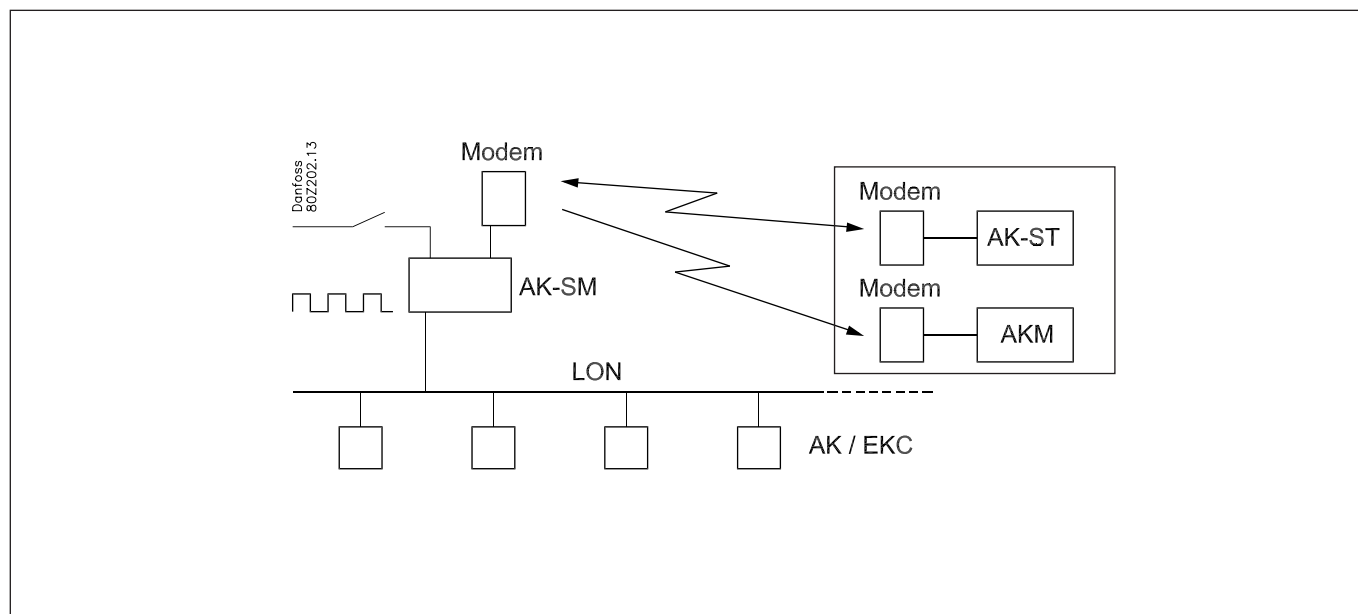 Danfoss
80Z202.13
Modem
AK-SM
Modem
AK-ST
Modem
AKM
LON
AK / EKC